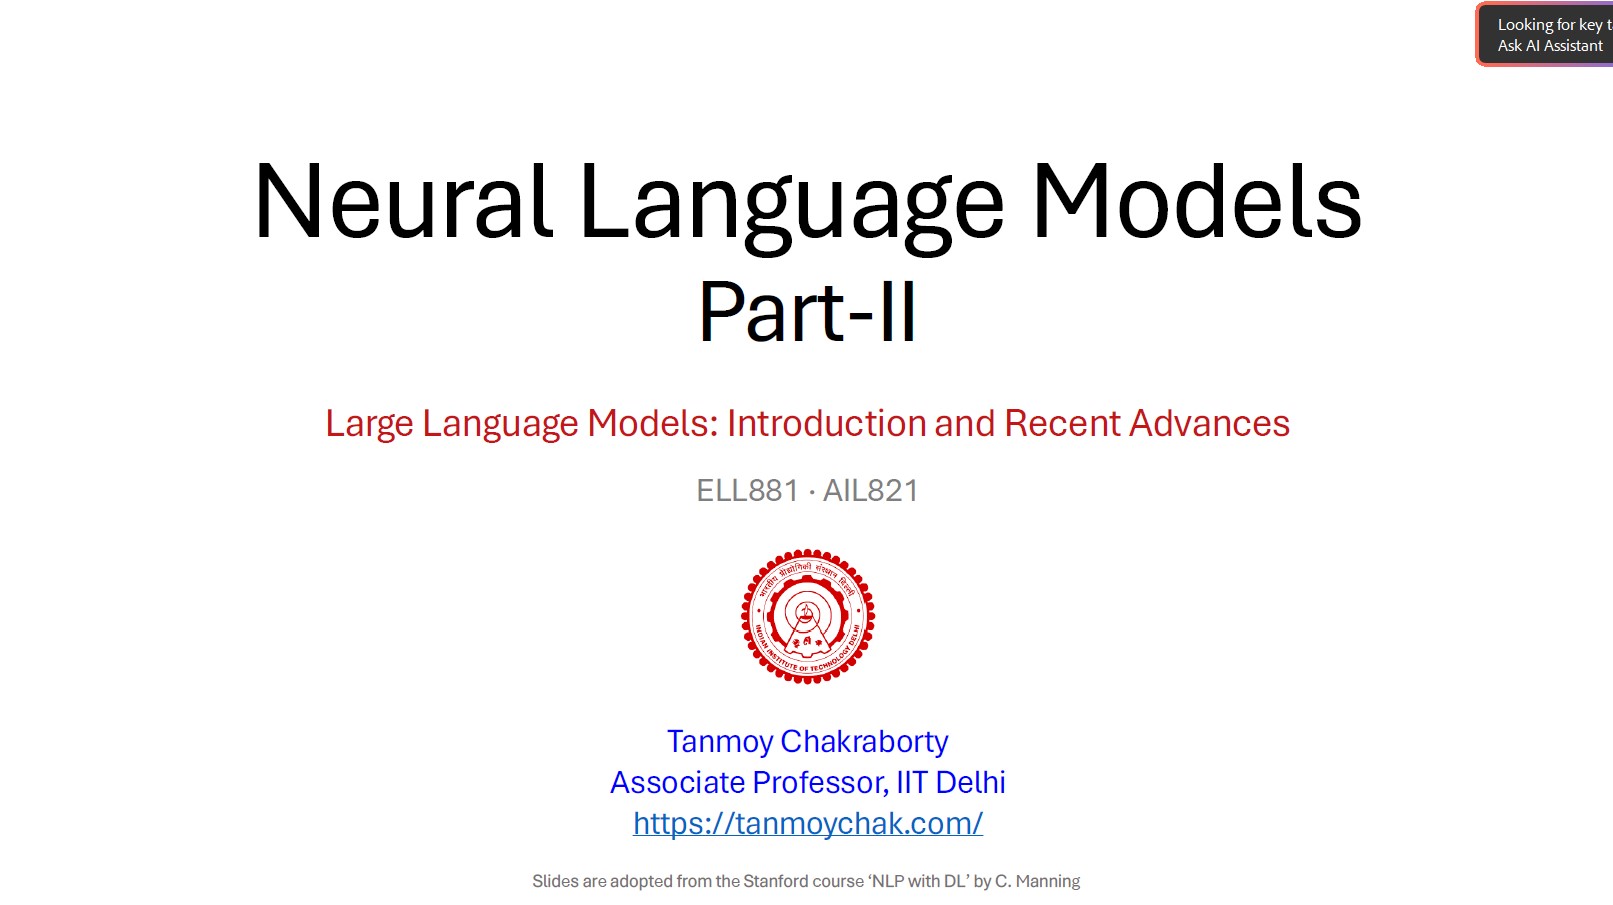 Looking for key t
Ask AI Assistant
Neural Language Models
Part-II
Large Language Models: Introduction and Recent Advances
ELL881 · AIL821
भारतीय प्रौद्योगिकी संस्थान दिल्ली
INDIAN INSTITUTE OF TECHNOLOGY DELHI
Tanmoy Chakraborty
Associate Professor, IIT Delhi
https://tanmoychak.com/
Slides are adopted from the Stanford course ‘NLP with DL’ by C. Manning